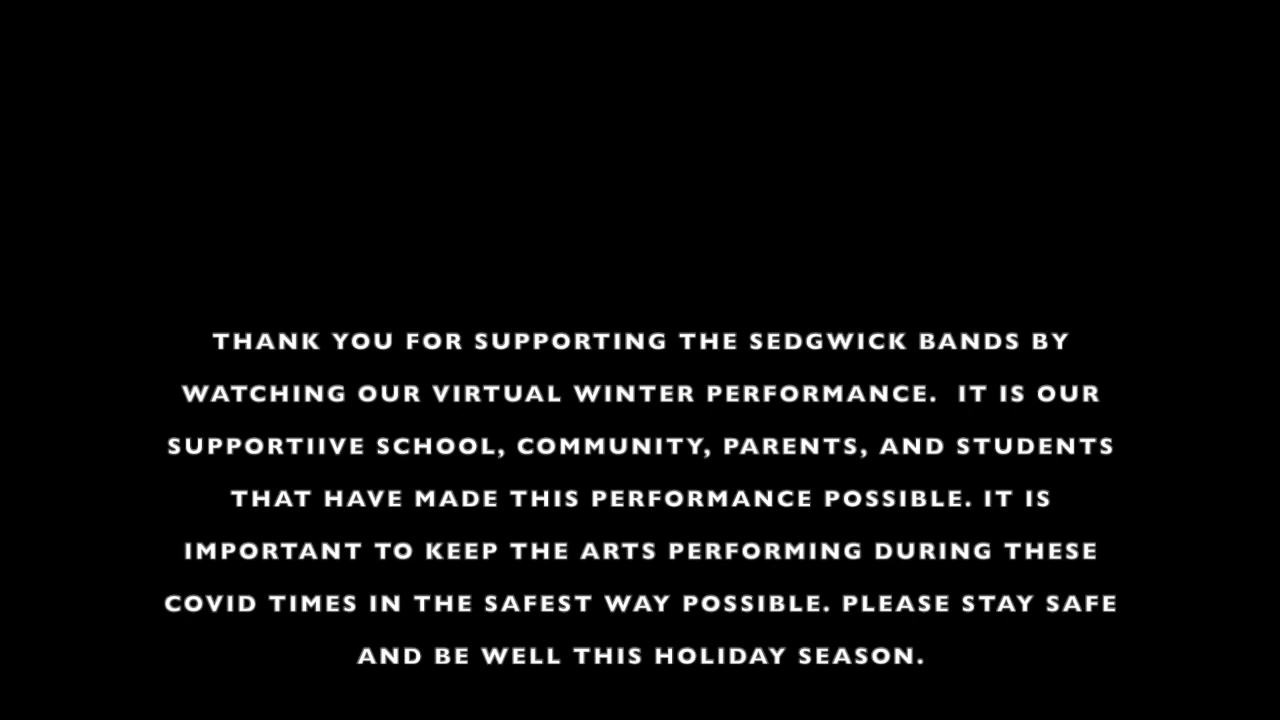 THANK YOU FOR SUPPORTING THE SEDGWICK BANDS BY
WATCHING OUR VIRTUAL WINTER PERFORMANCE.  IT IS OUR
SUPPORTIIVE SCHOOL, COMMUNITY, PARENTS, AND STUDENTS
THAT HAVE MADE THIS PERFORMANCE POSSIBLE. IT IS
IMPORTANT TO KEEP THE ARTS PERFORMING DURING THESE
COVID TIMES IN THE SAFEST WAY POSSIBLE. PLEASE STAY SAFE
AND BE WELL THIS HOLIDAY SEASON.